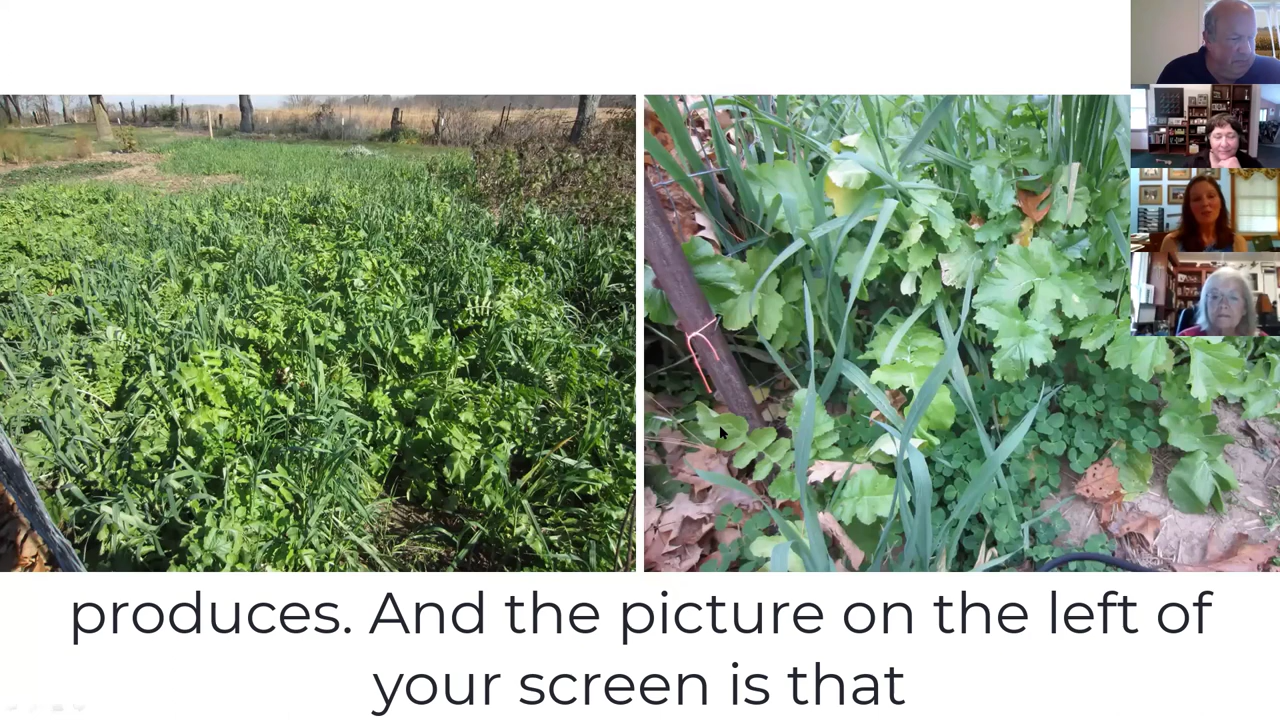 produces. And the picture on the left of
your screen is that